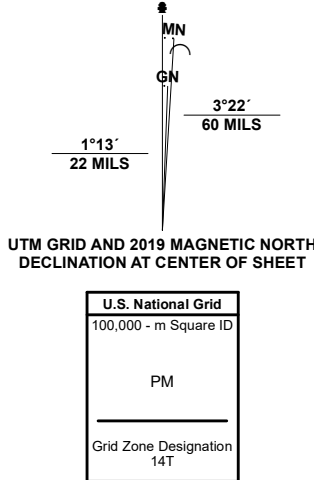 MN
GN
3°22´
60 MILS
1°13´
22 MILS
UTM GRID AND 2019 MAGNETIC NORTH
DECLINATION AT CENTER OF SHEET
U.S. National Grid
100,000 - m Square ID
PM
Grid Zone Designation
14T